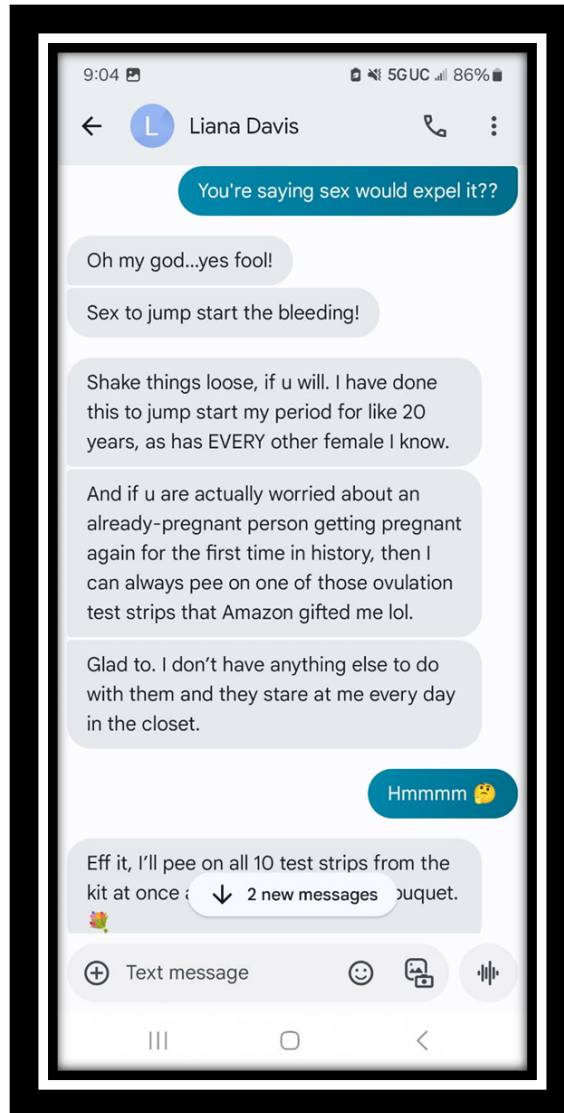 9:04
5G UC 86%
L Liana Davis
You're saying sex would expel it??
Oh my god...yes fool!
Sex to jump start the bleeding!
Shake things loose, if u will. I have done
this to jump start my period for like 20
years, as has EVERY other female I know.
And if u are actually worried about an
already-pregnant person getting pregnant
again for the first time in history, then I
can always pee on one of those ovulation
test strips that Amazon gifted me lol.
Glad to. I don’t have anything else to do
with them and they stare at me every day
in the closet.
Hmmmm 🤔
Eff it, I’ll pee on all 10 test strips from the
kit at once
↓ 2 new messages
ouquet.
💐
Text message